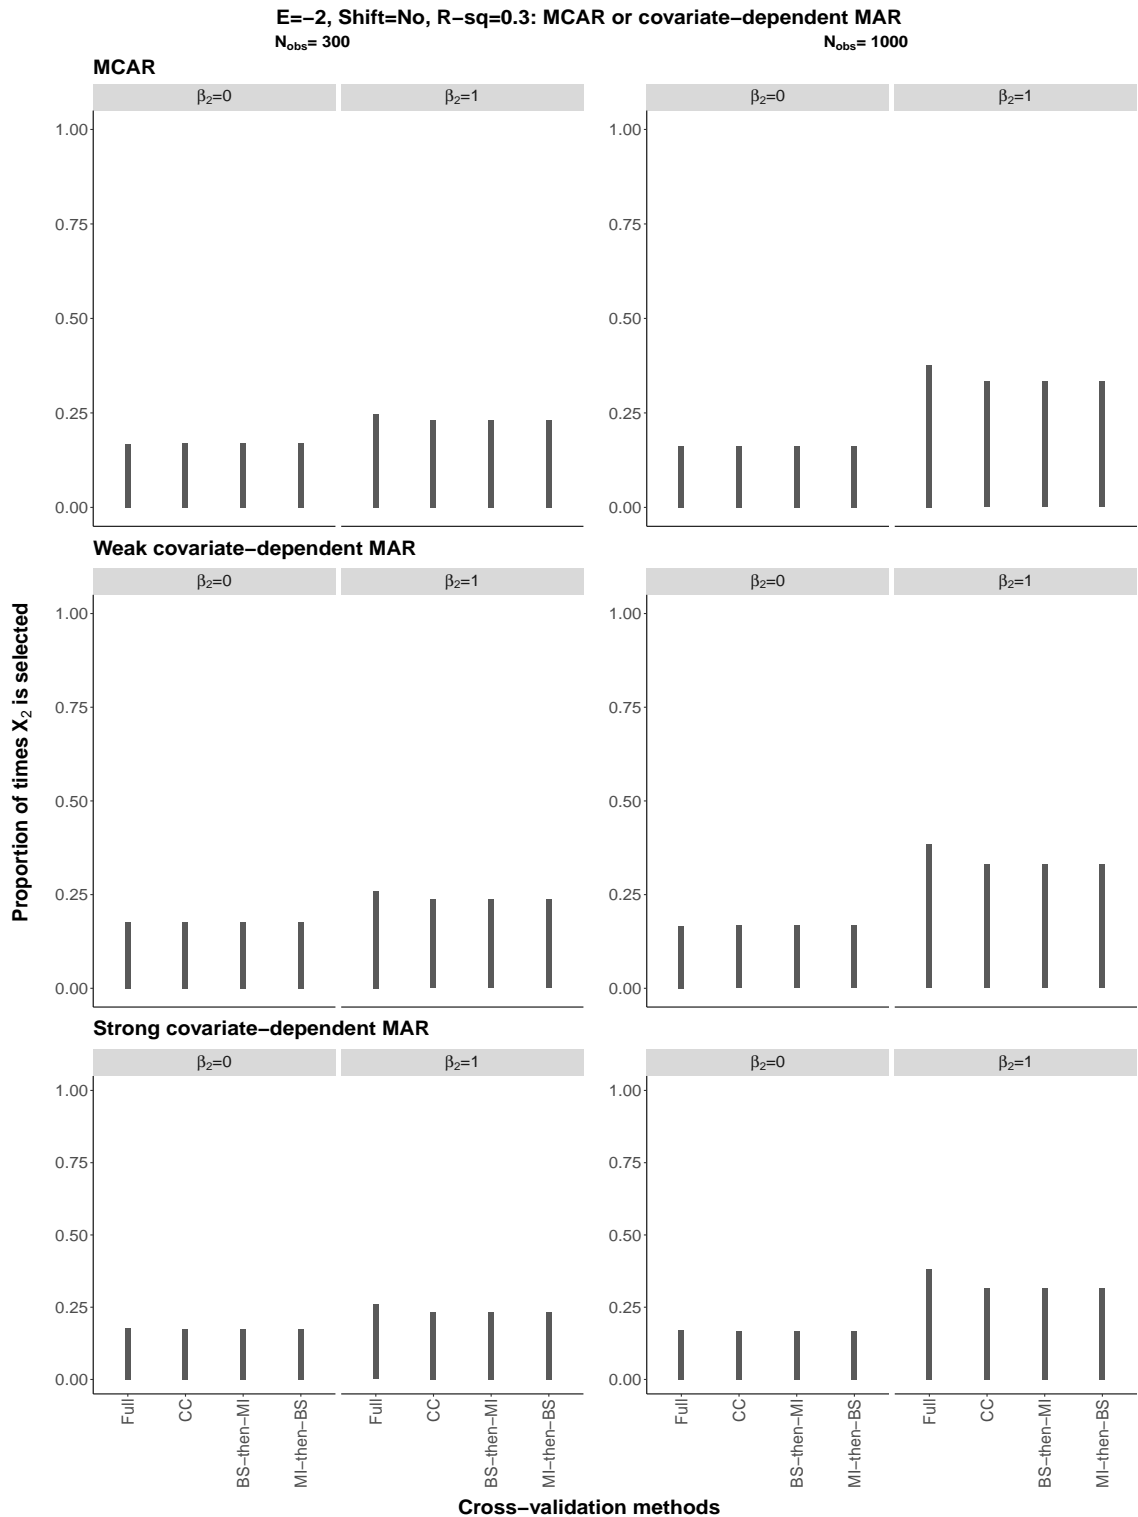 E=−2, Shift=No, R−sq=0.3: MCAR or covariate−dependent MAR
Nobs= 300
Nobs= 1000
MCAR
β2=0
β2=1
β2=0
β2=1
1.00
0.75
0.50
0.25
0.00
1.00
0.75
0.50
0.25
0.00
Weak covariate−dependent MAR
β2=0
β2=1
β2=0
β2=1
1.00
0.75
0.50
0.25
0.00
1.00
0.75
0.50
0.25
0.00
Strong covariate−dependent MAR
β2=0
β2=1
β2=0
β2=1
1.00
0.75
0.50
0.25
0.00
1.00
0.75
0.50
0.25
0.00
Full
CC
BS−then−MI
MI−then−BS
Full
CC
BS−then−MI
MI−then−BS
Full
CC
BS−then−MI
MI−then−BS
Full
CC
BS−then−MI
MI−then−BS
Proportion of times X2 is selected
Cross−validation methods